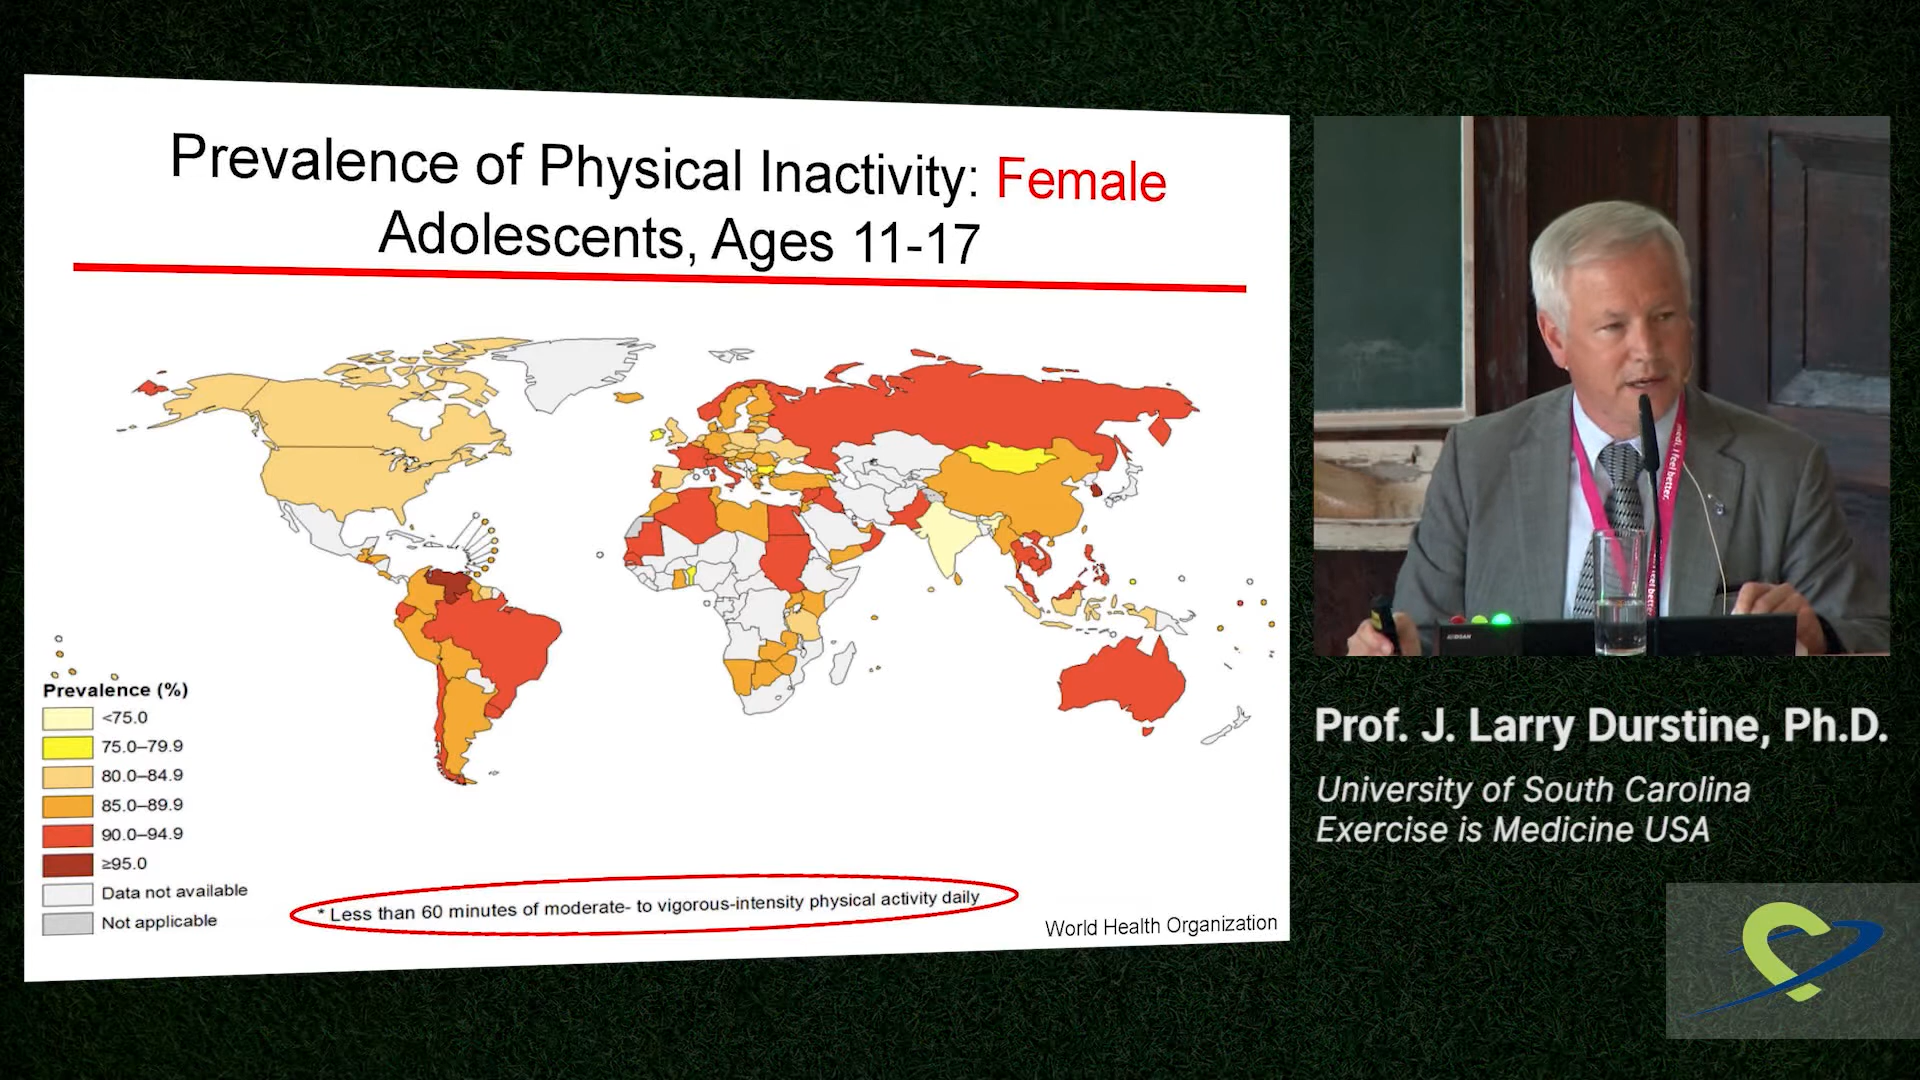 Prevalence of Physical Inactivity: Female
Adolescents, Ages 11-17
Prevalence (%)
<75.0
75.0–79.9
80.0–84.9
85.0–89.9
90.0–94.9
≥95.0
Data not available
Not applicable
* Less than 60 minutes of moderate- to vigorous-intensity physical activity daily
World Health Organization
medi. I feel better.
Prof. J. Larry Durstine, Ph.D.
University of South Carolina
Exercise is Medicine USA